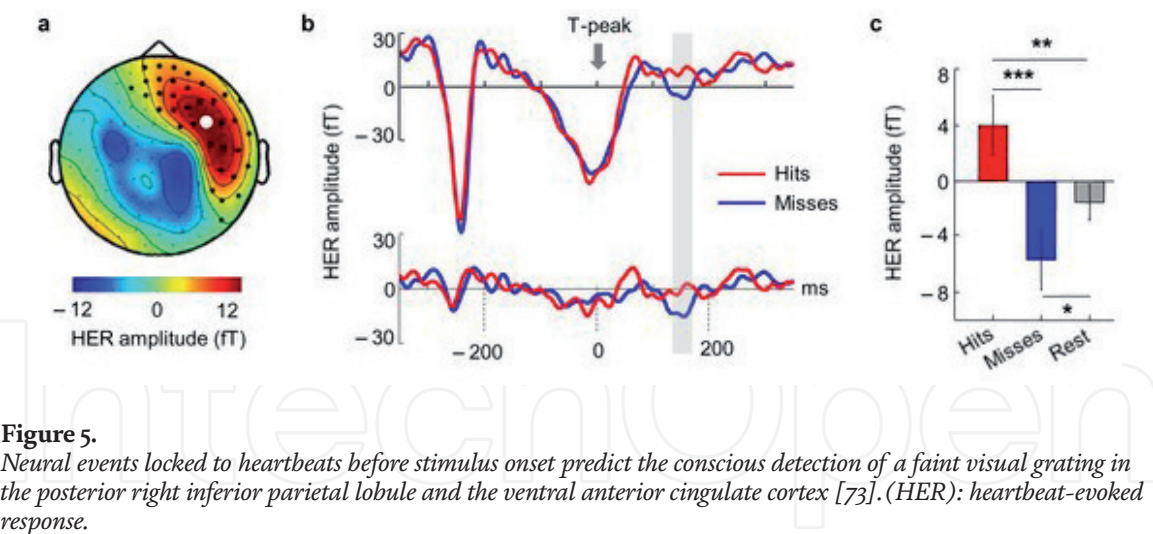 a
b
c
T-peak
30
0
−30
HER amplitude (fT)
Hits
Misses
30
0
−30
ms
−200
0
200
−12
0
12
HER amplitude (fT)
**
***
8
4
0
−4
−8
HER amplitude (fT)
*
Hits
Misses
Rest
IntechOpen
Figure 5.
Neural events locked to heartbeats before stimulus onset predict the conscious detection of a faint visual grating in
the posterior right inferior parietal lobule and the ventral anterior cingulate cortex [73].(HER): heartbeat-evoked
response.